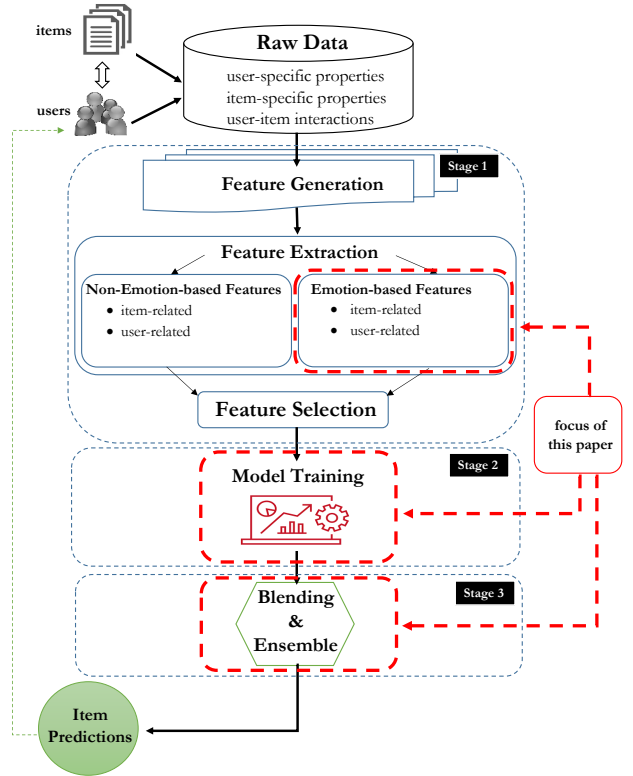 items
users
Raw Data
user-specific properties
item-specific properties
user-item interactions
Stage 1
Feature Generation
Feature Extraction
Non-Emotion-based Features
• item-related
• user-related
Emotion-based Features
• item-related
• user-related
Feature Selection
focus of
this paper
Stage 2
Model Training
Stage 3
Blending
&
Ensemble
Item
Predictions